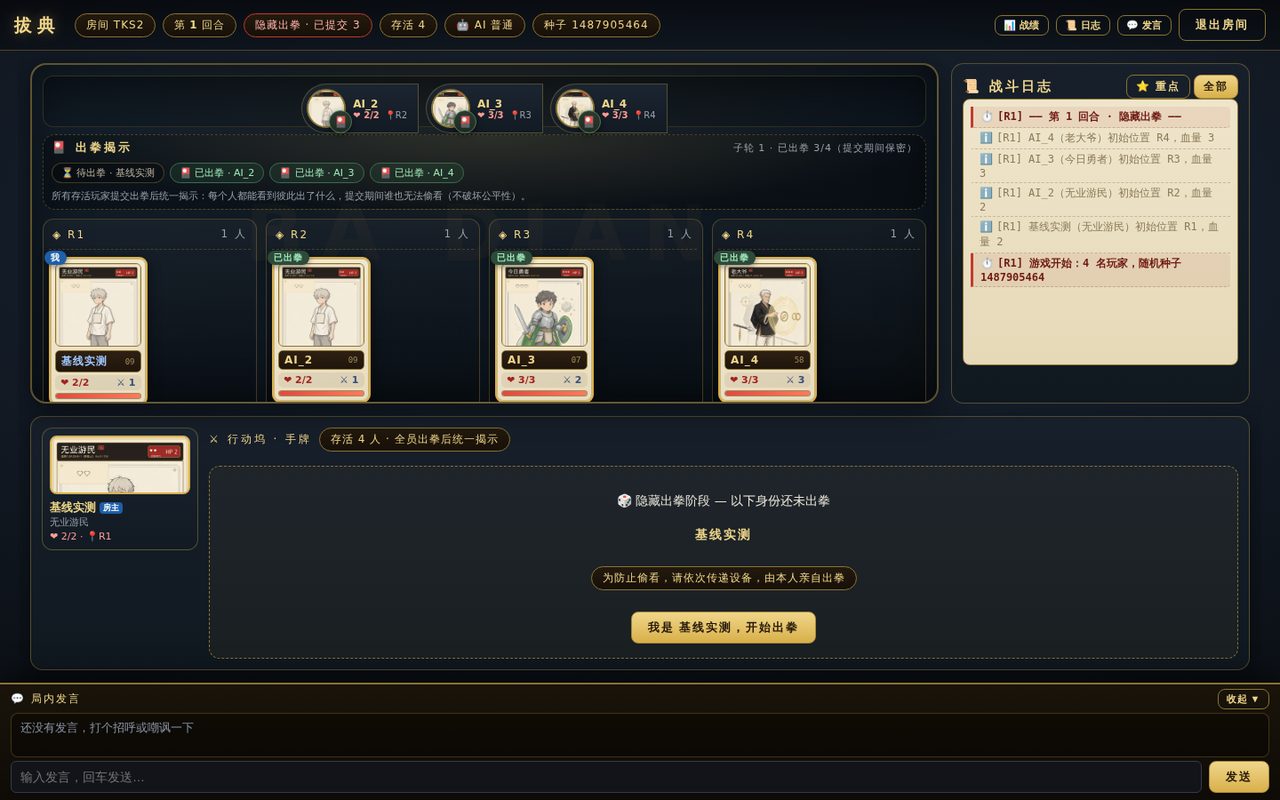 拔典
房间 TKS2
第 1 回合
隐藏出拳 · 已提交 3
存活 4
🤖 AI 普通
种子 1487905464
📊 战绩
📜 日志
💬 发言
退出房间
AI_2
❤ 2/2 📍R2
AI_3
❤ 3/3 📍R3
AI_4
❤ 3/3 📍R4
🎴 出拳揭示
子轮 1 · 已出拳 3/4（提交期间保密）
⏳ 待出拳 · 基线实测
🎴 已出拳 · AI_2
🎴 已出拳 · AI_3
🎴 已出拳 · AI_4
所有存活玩家提交出拳后统一揭示：每个人都能看到彼此出了什么，提交期间谁也无法偷看（不破坏公平性）。
◈ R1 1 人
我
无业游民
基线实测 09
❤ 2/2 ⚔ 1
◈ R2 1 人
已出拳
无业游民
AI_2 09
❤ 2/2 ⚔ 1
◈ R3 1 人
已出拳
今日勇者
AI_3 07
❤ 3/3 ⚔ 2
◈ R4 1 人
已出拳
老大爷
AI_4 58
❤ 3/3 ⚔ 3
📜 战斗日志
⭐ 重点
全部
⏱️ [R1] —— 第 1 回合 · 隐藏出拳 ——
ℹ️ [R1] AI_4（老大爷）初始位置 R4，血量 3
ℹ️ [R1] AI_3（今日勇者）初始位置 R3，血量
3
ℹ️ [R1] AI_2（无业游民）初始位置 R2，血量
2
ℹ️ [R1] 基线实测（无业游民）初始位置 R1，血
量 2
⏱️ [R1] 游戏开始：4 名玩家，随机种子
1487905464
无业游民
HP 2
基线实测 房主
无业游民
❤ 2/2 · 📍R1
⚔ 行动坞 · 手牌
存活 4 人 · 全员出拳后统一揭示
🎲 隐藏出拳阶段 — 以下身份还未出拳
基线实测
为防止偷看，请依次传递设备，由本人亲自出拳
我是 基线实测，开始出拳
💬 局内发言
收起 ▼
还没有发言，打个招呼或嘲讽一下
输入发言，回车发送…
发送